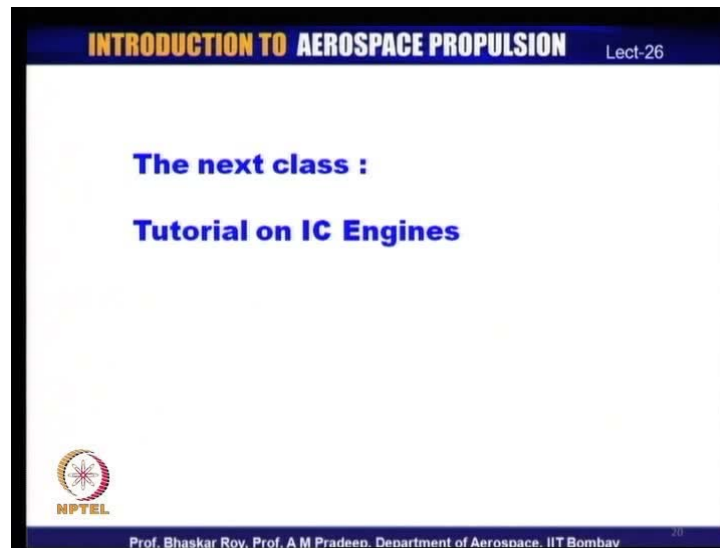 INTRODUCTION TO AEROSPACE PROPULSION Lect-26
The next class :
Tutorial on IC Engines
NPTEL
Prof. Bhaskar Roy, Prof. A M Pradeep, Department of Aerospace, IIT Bombay 20